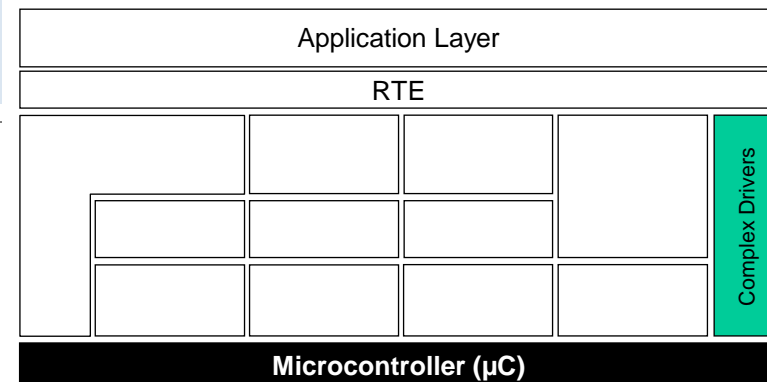 Application Layer
RTE
Complex Drivers
Microcontroller (µC)